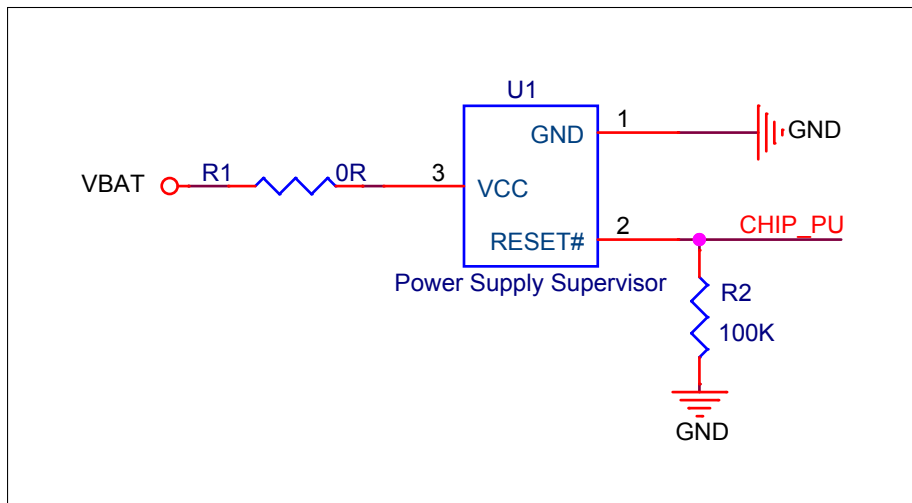 U1
1
GND
GND
VBAT
R1
0R
3
VCC
2
CHIP_PU
RESET#
Power Supply Supervisor
R2
100K
GND